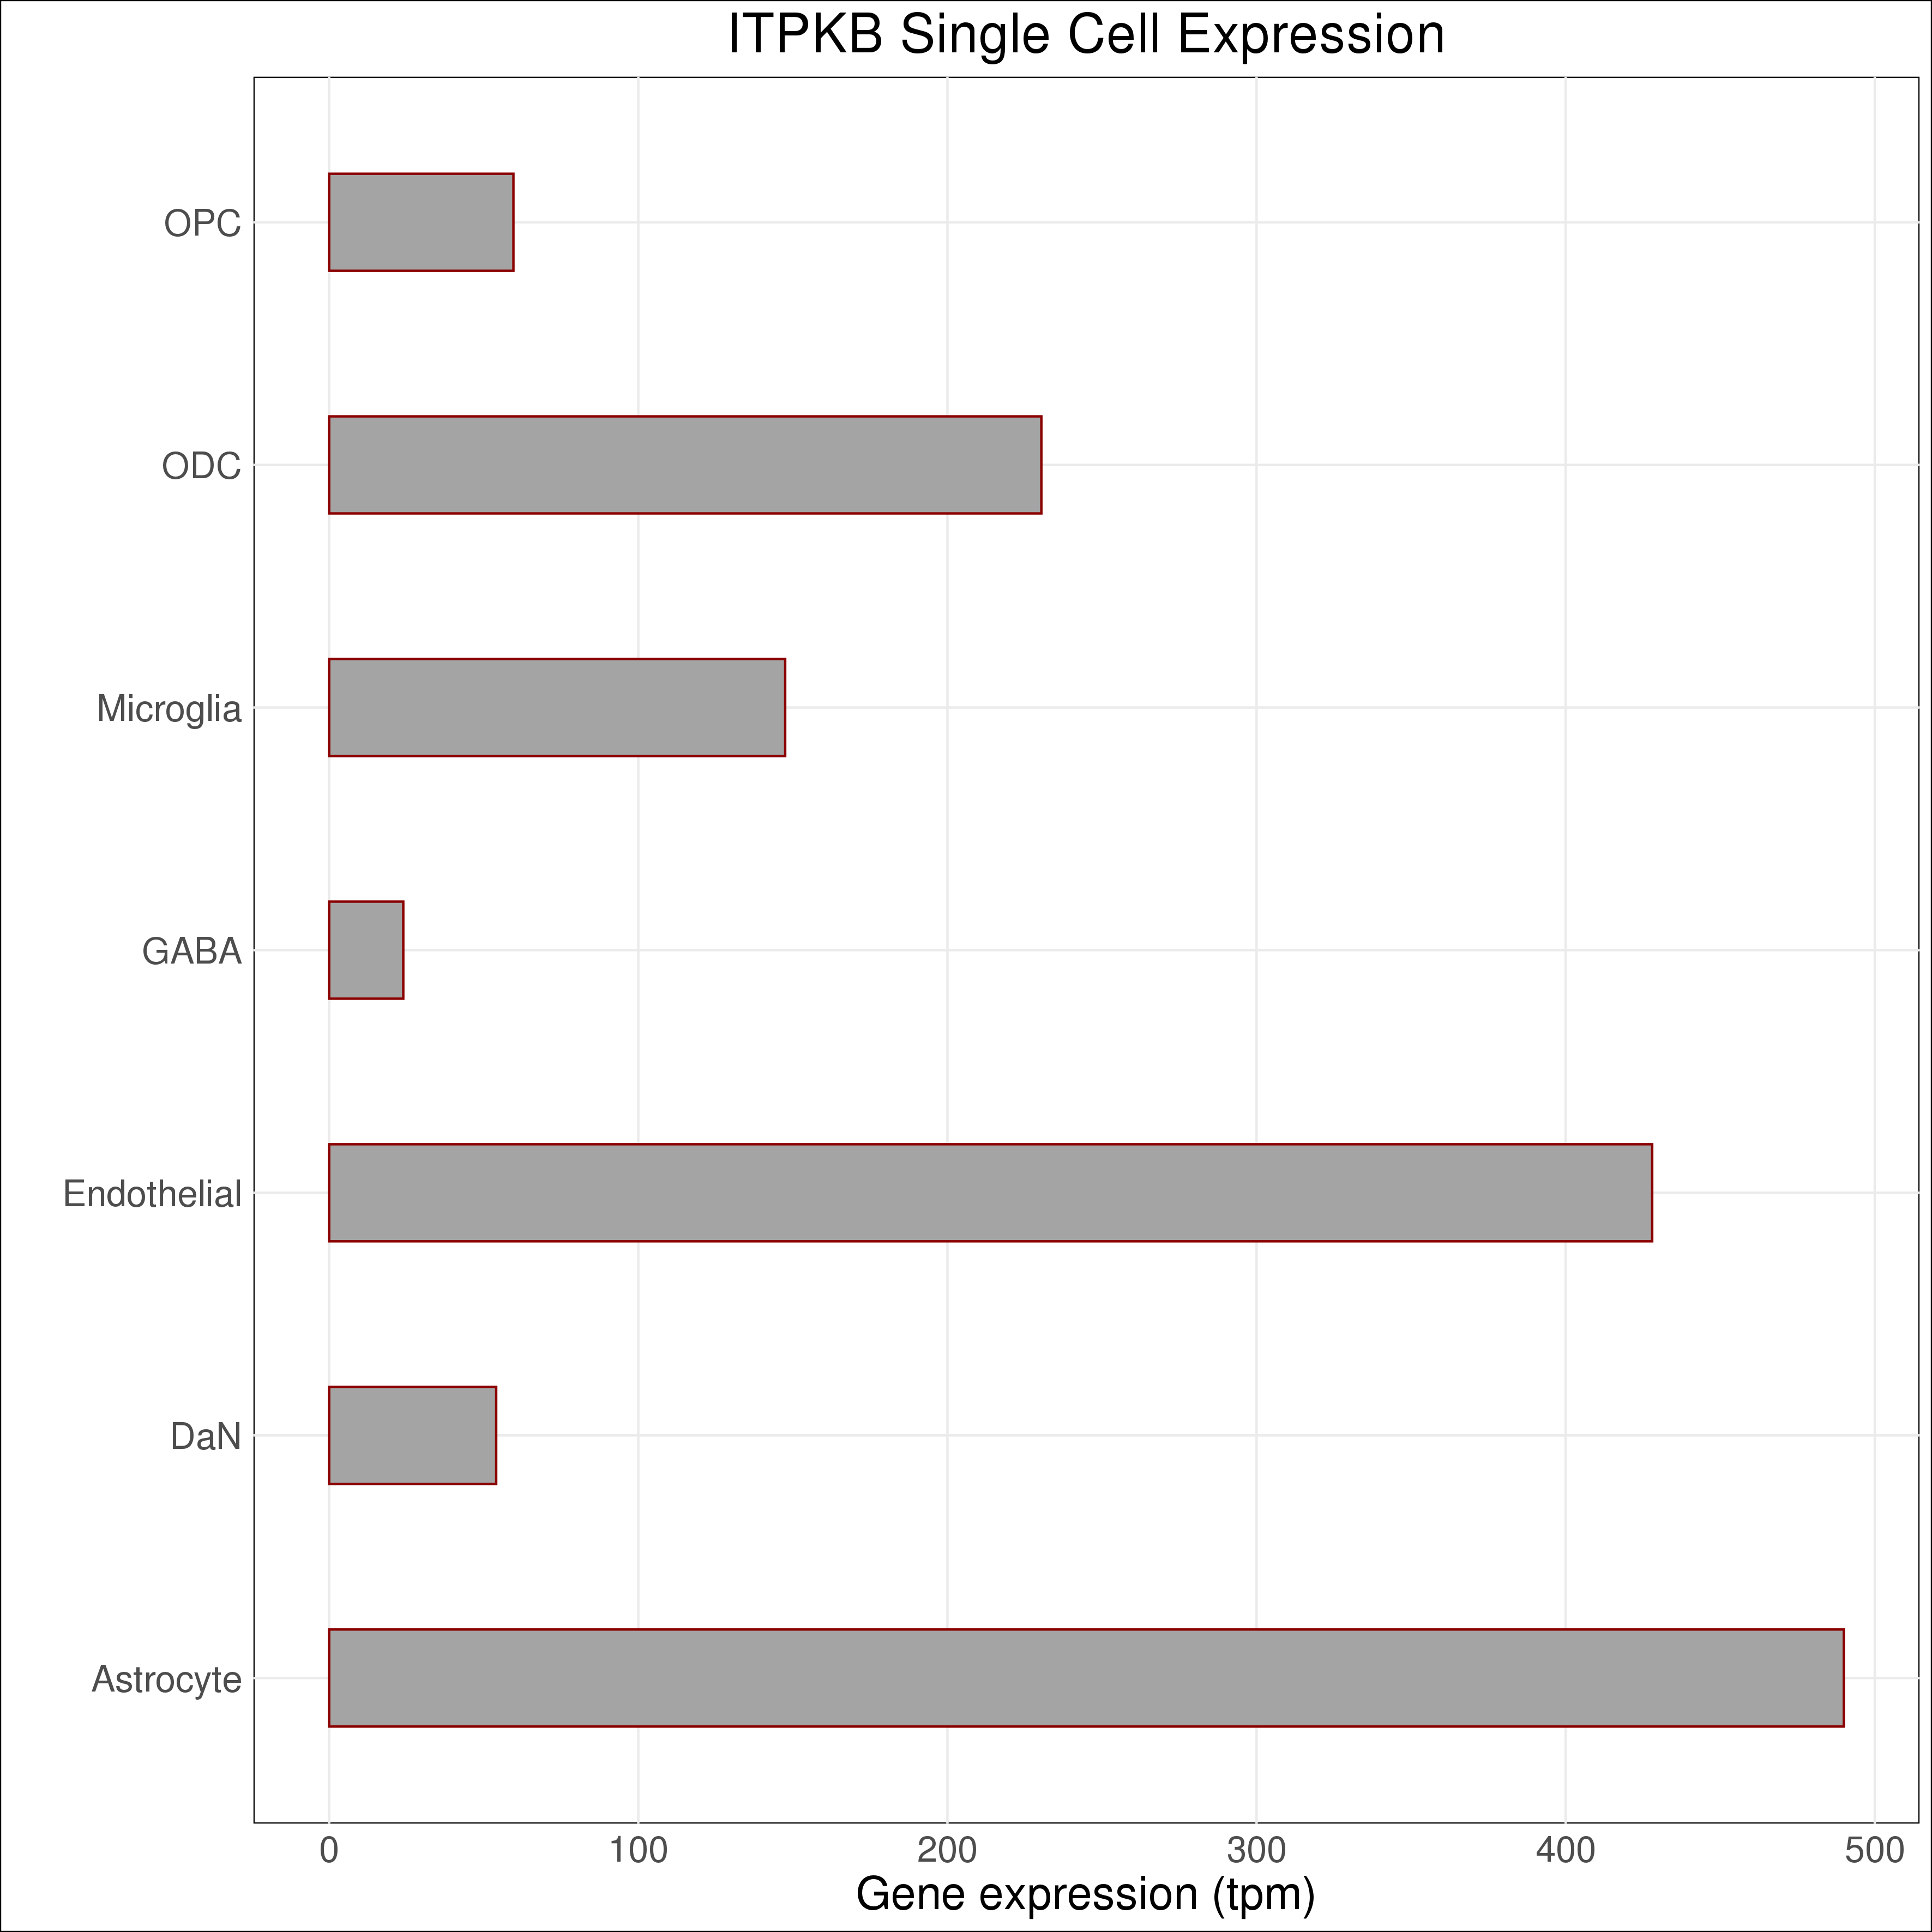 ITPKB Single Cell Expression
OPC
ODC
Microglia
GABA
Endothelial
DaN
Astrocyte
0 100 200 300 400 500
Gene expression (tpm)